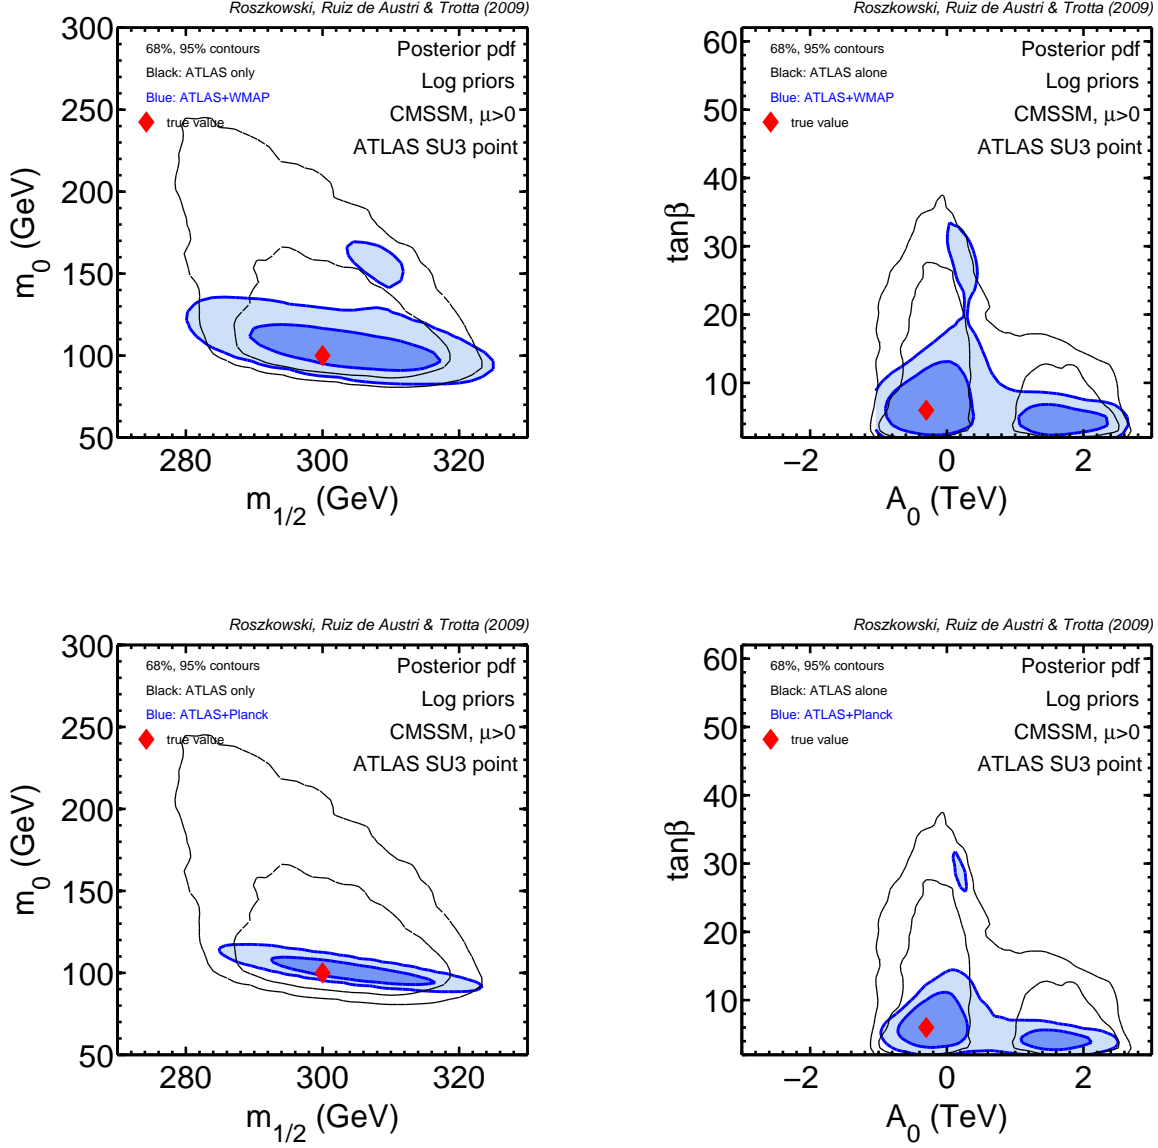 Roszkowski, Ruiz de Austri & Trotta (2009)
68%, 95% contours
Black: ATLAS only
Blue: ATLAS+WMAP
true value
Posterior pdf
Log priors
CMSSM, μ>0
ATLAS SU3 point
300
250
200
150
100
50
m0 (GeV)
280
300
320
m1/2 (GeV)
Roszkowski, Ruiz de Austri & Trotta (2009)
68%, 95% contours
Black: ATLAS alone
Blue: ATLAS+WMAP
true value
Posterior pdf
Log priors
CMSSM, μ>0
ATLAS SU3 point
60
50
40
30
20
10
tanβ
−2
0
2
A0 (TeV)
Roszkowski, Ruiz de Austri & Trotta (2009)
68%, 95% contours
Black: ATLAS only
Blue: ATLAS+Planck
true value
Posterior pdf
Log priors
CMSSM, μ>0
ATLAS SU3 point
300
250
200
150
100
50
m0 (GeV)
280
300
320
m1/2 (GeV)
Roszkowski, Ruiz de Austri & Trotta (2009)
68%, 95% contours
Black: ATLAS alone
Blue: ATLAS+Planck
true value
Posterior pdf
Log priors
CMSSM, μ>0
ATLAS SU3 point
60
50
40
30
20
10
tanβ
−2
0
2
A0 (TeV)